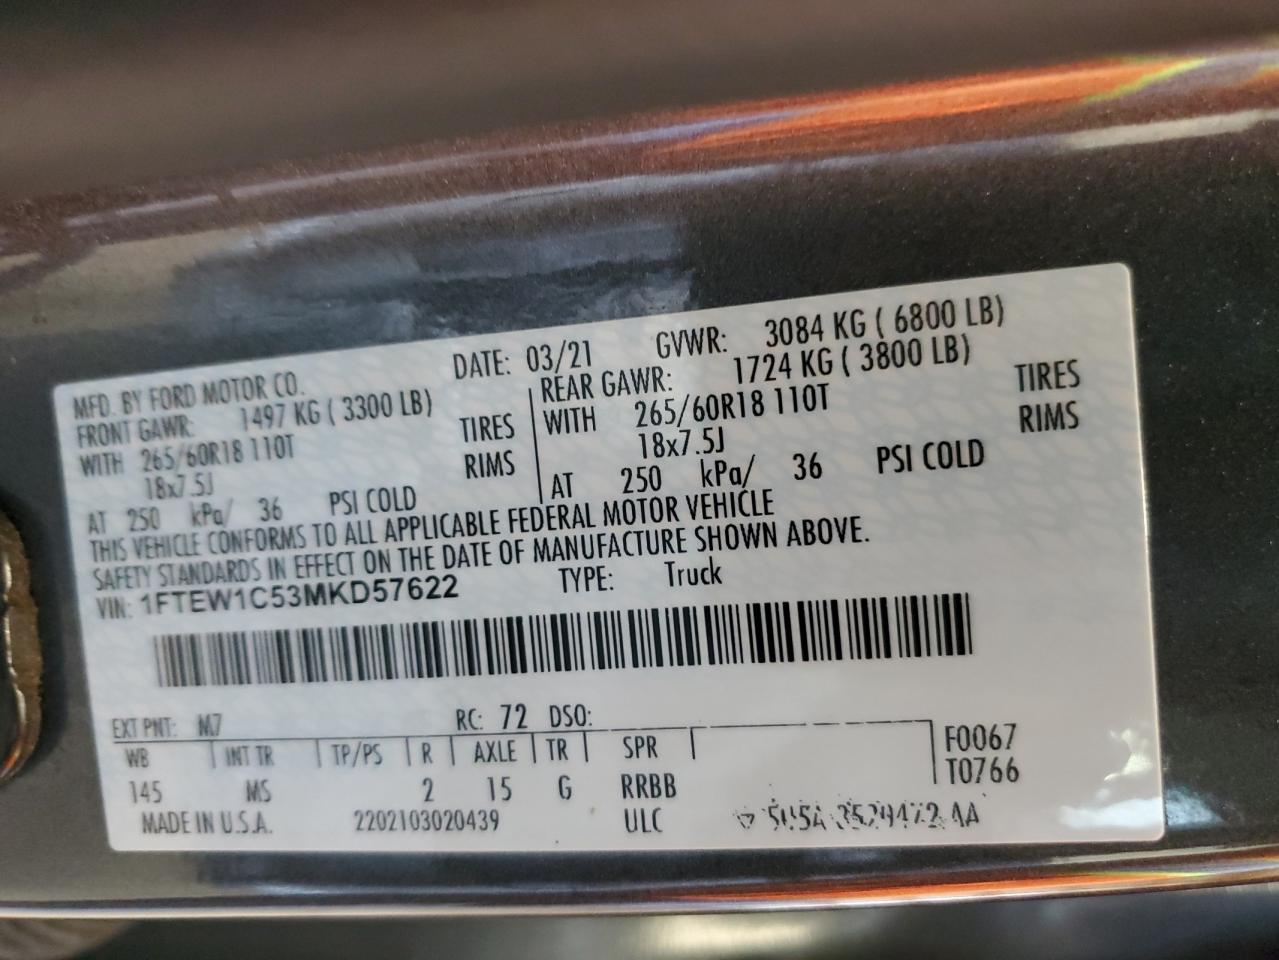 MFD. BY FORD MOTOR CO.
DATE: 03/21 GVWR: 3084 KG ( 6800 LB)
FRONT GAWR: 1497 KG ( 3300 LB)
WITH 265/60R18 110T TIRES
18x7.5J RIMS
AT 250 kPa/ 36 PSI COLD
REAR GAWR: 1724 KG ( 3800 LB)
WITH 265/60R18 110T TIRES
18x7.5J RIMS
AT 250 kPa/ 36 PSI COLD
THIS VEHICLE CONFORMS TO ALL APPLICABLE FEDERAL MOTOR VEHICLE
SAFETY STANDARDS IN EFFECT ON THE DATE OF MANUFACTURE SHOWN ABOVE.
VIN: 1FTEW1C53MKD57622 TYPE: Truck
EXT PNT: M7 RC: 72 DSO:
WB INT TR TP/PS R AXLE TR SPR
145 MS 2 15 G RRBB
F0067
T0766
MADE IN U.S.A. 2202103020439 ULC